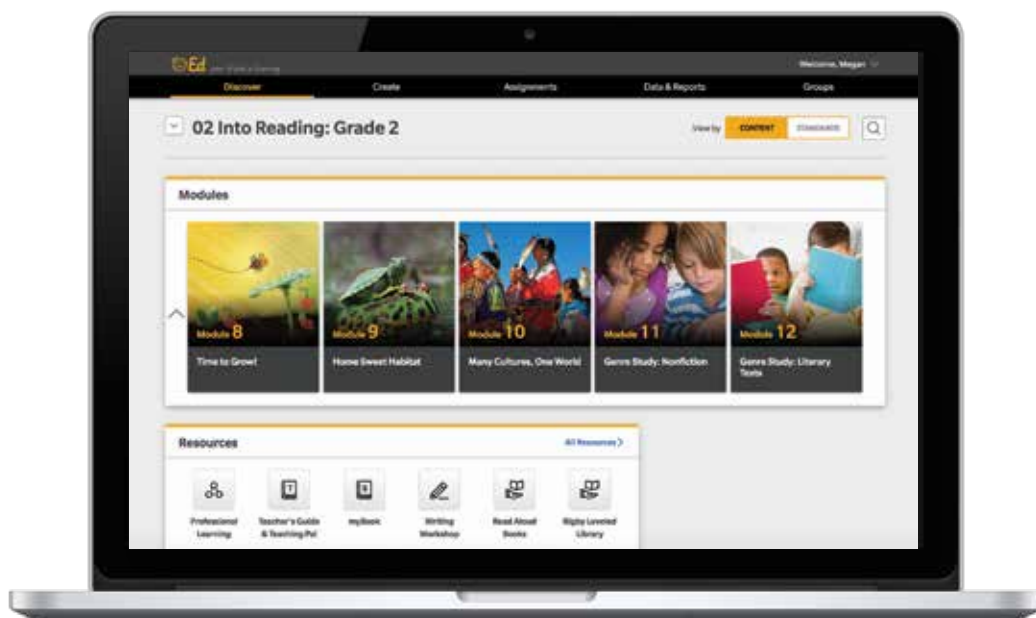 Ed
Welcome, Megan
Discover Create Assignments Data & Reports Groups
02 Into Reading: Grade 2
View by CONTENT STANDARDS
Modules
Module 8
Module 9
Module 10
Module 11
Module 12
Time to Grow!
Home Sweet Habitat
Many Cultures, One World
Genre Study: Nonfiction
Genre Study: Literary
Texts
Resources
All Resources
Professional
Learning
Teacher's Guide
& Teaching Pal
myBook
Writing
Workshop
Read Aloud
Books
Rigby Leveled
Library